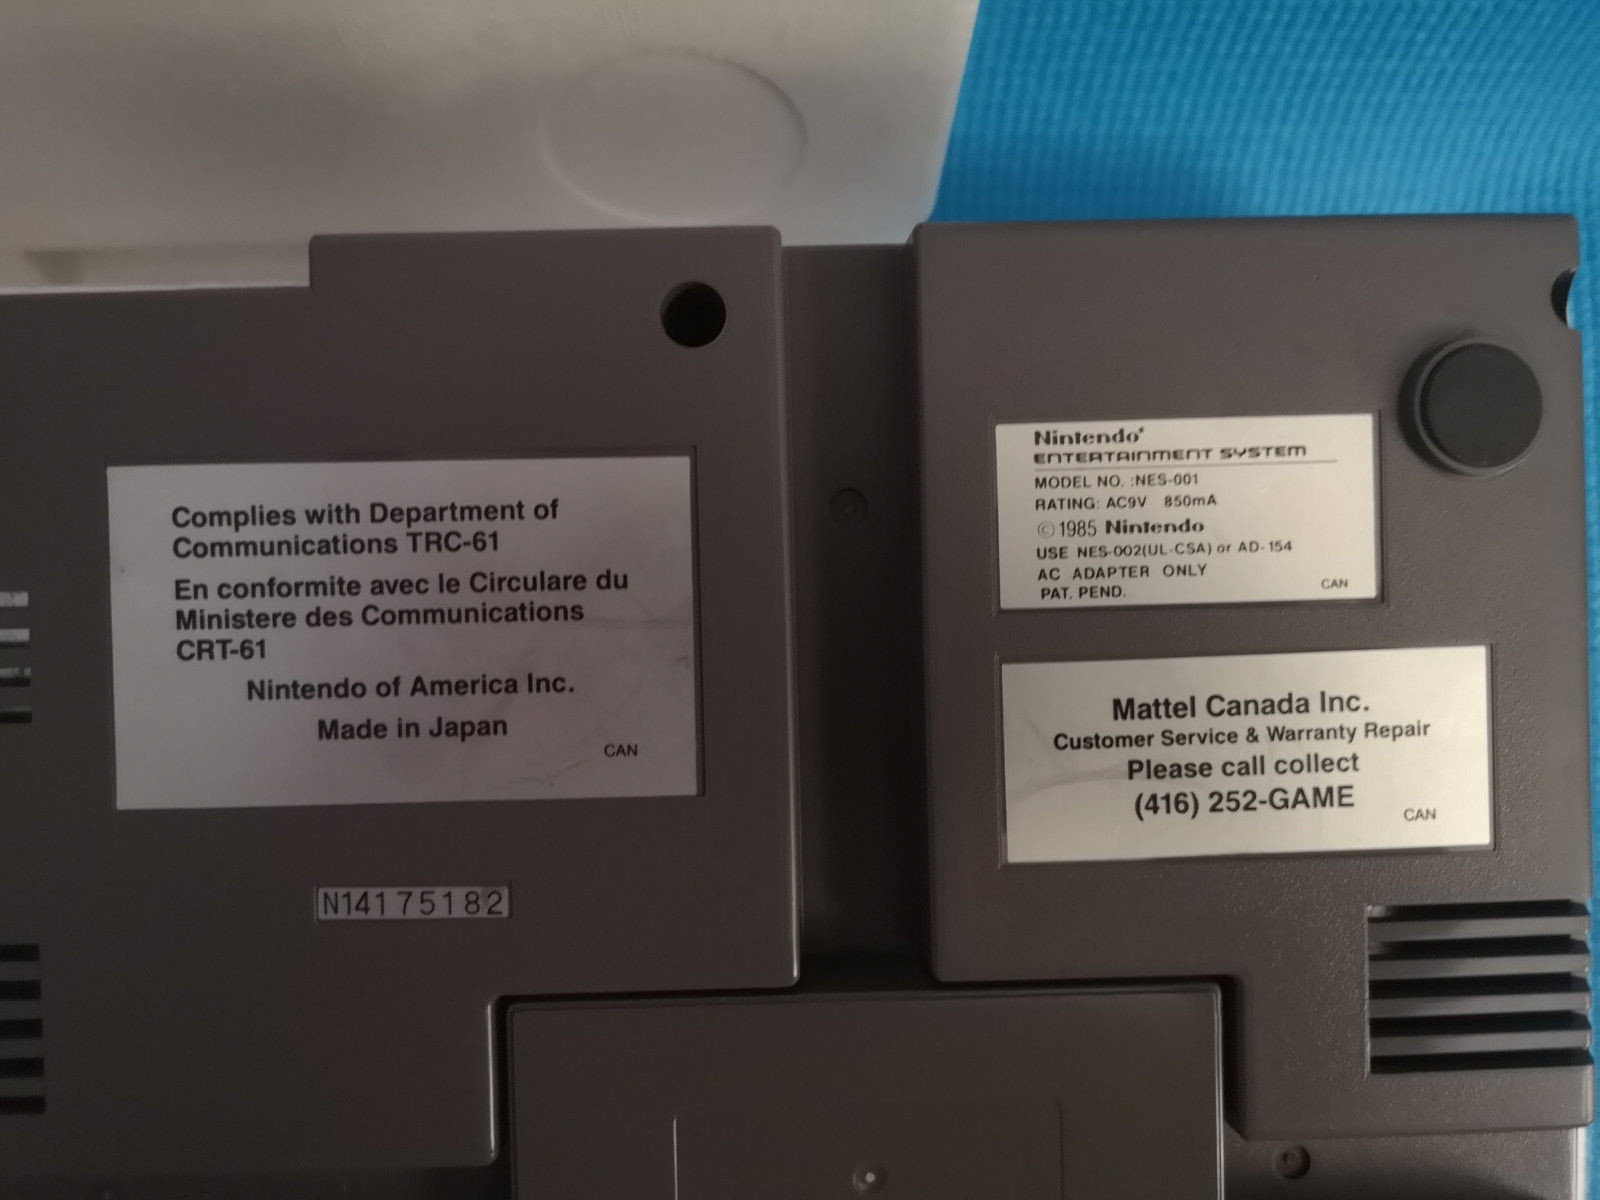 Complies with Department of
Communications TRC-61
En conformite avec le Circulare du
Ministere des Communications
CRT-61
Nintendo of America Inc.
Made in Japan
CAN
N14175182
Nintendo®
ENTERTAINMENT SYSTEM
MODEL NO. :NES-001
RATING: AC9V 850mA
©1985 Nintendo
USE NES-002(UL-CSA) or AD-154
AC ADAPTER ONLY
PAT. PEND.
CAN
Mattel Canada Inc.
Customer Service & Warranty Repair
Please call collect
(416) 252-GAME
CAN